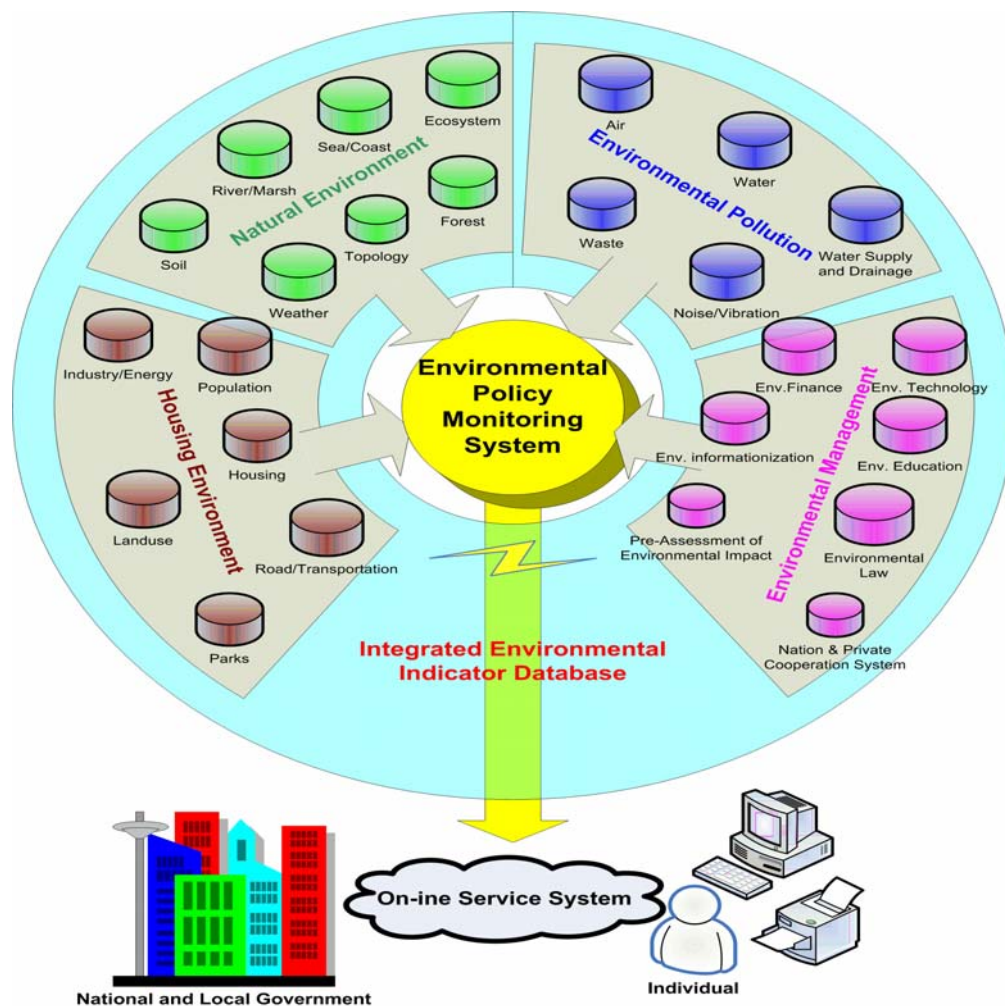 Ecosystem
Sea/Coast
River/Marsh
Soil
Natural Environment
Forest
Topology
Weather
Air
Water
Environmental Pollution
Waste
Water Supply
and Drainage
Noise/Vibration
Industry/Energy
Population
Housing Environment
Housing
Landuse
Road/Transportation
Parks
Environmental
Policy
Monitoring
System
Env.Finance
Env. Technology
Env. informationization
Env. Education
Environmental Management
Pre-Assessment of
Environmental Impact
Environmental
Law
Nation & Private
Cooperation System
Integrated Environmental
Indicator Database
On-ine Service System
National and Local Government
Individual